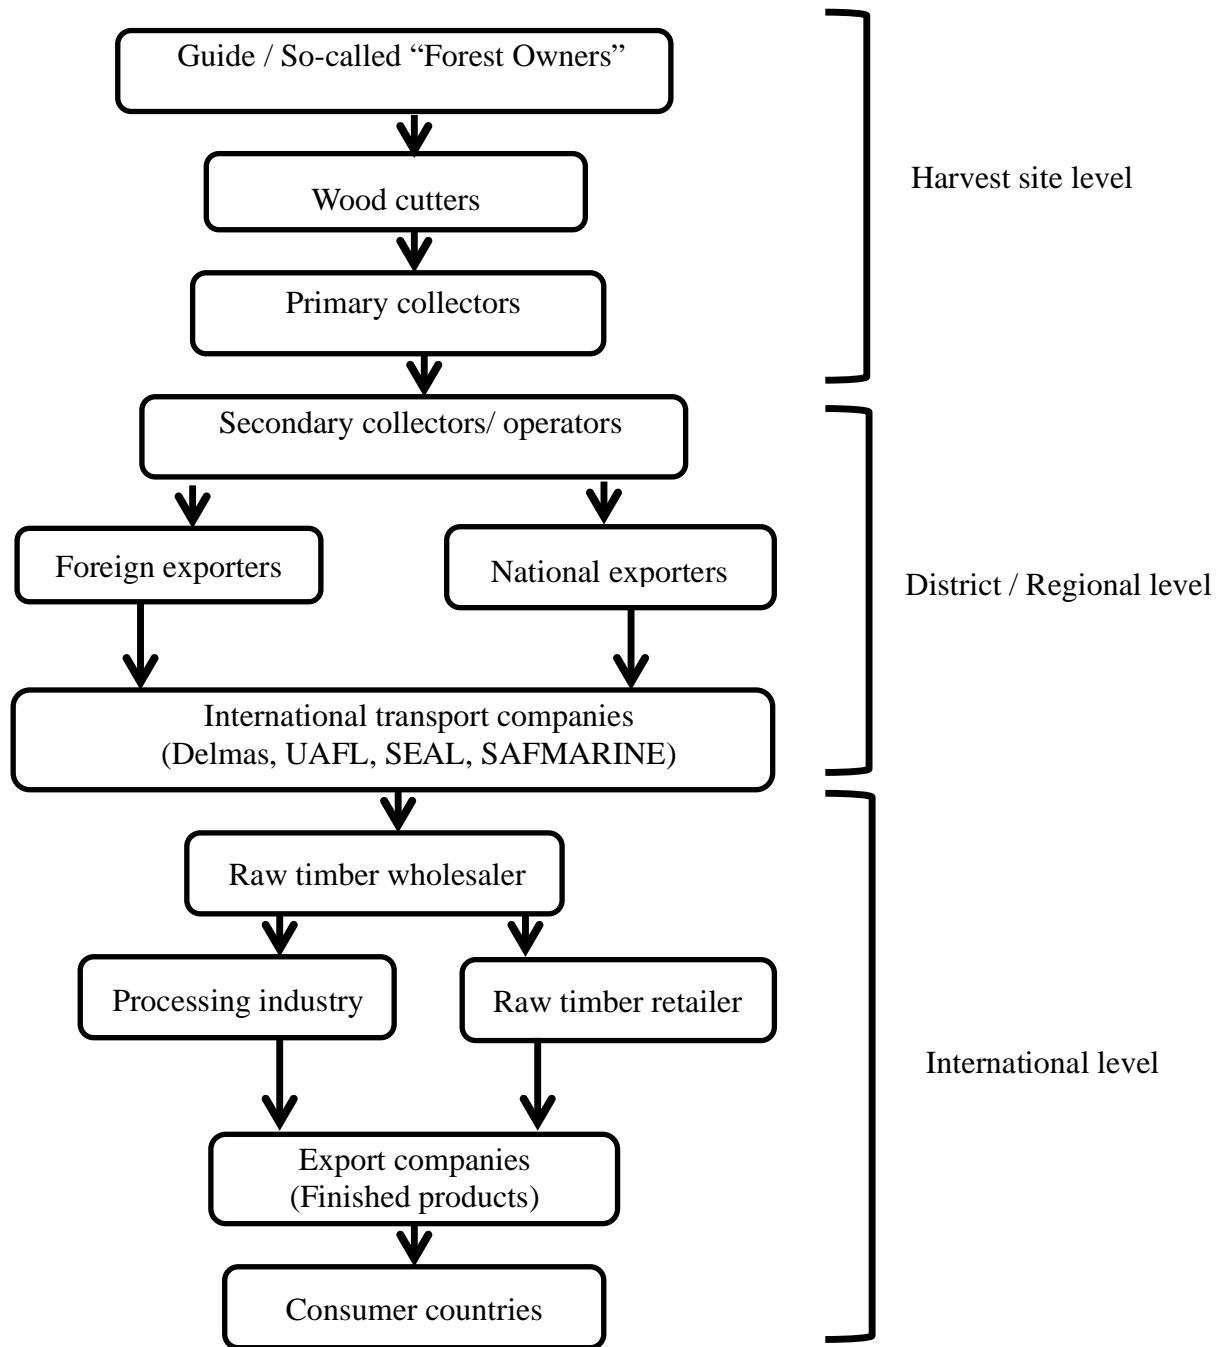 Guide / So-called “Forest Owners”
Wood cutters
Primary collectors
Harvest site level
Secondary collectors/ operators
Foreign exporters
National exporters
International transport companies
(Delmas, UAFL, SEAL, SAFMARINE)
District / Regional level
Raw timber wholesaler
Processing industry
Raw timber retailer
Export companies
(Finished products)
Consumer countries
International level